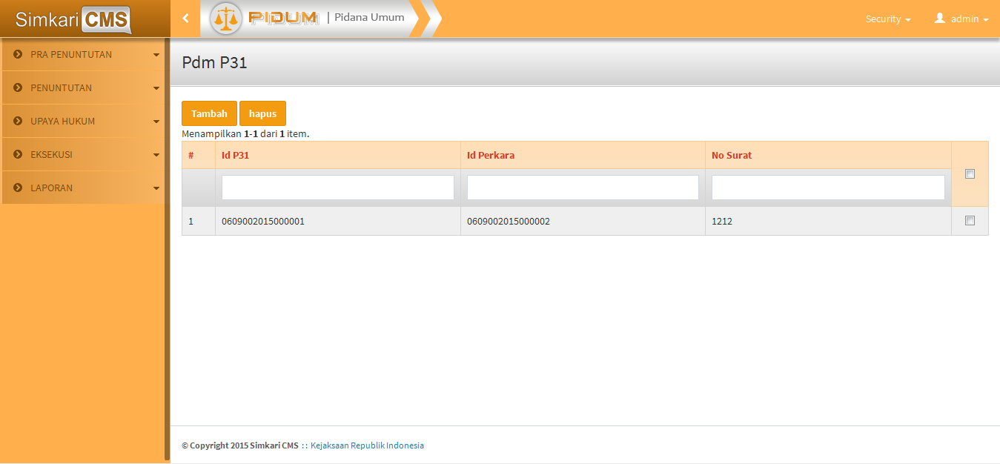 Simkari CMS
PIDUM | Pidana Umum
Security
admin
PRA PENUNTUTAN
PENUNTUTAN
UPAYA HUKUM
EKSEKUSI
LAPORAN
Pdm P31
Tambah
hapus
Menampilkan 1-1 dari 1 item.
# Id P31 Id Perkara No Surat
1 0609002015000001 0609002015000002 1212
© Copyright 2015 Simkari CMS :: Kejaksaan Republik Indonesia